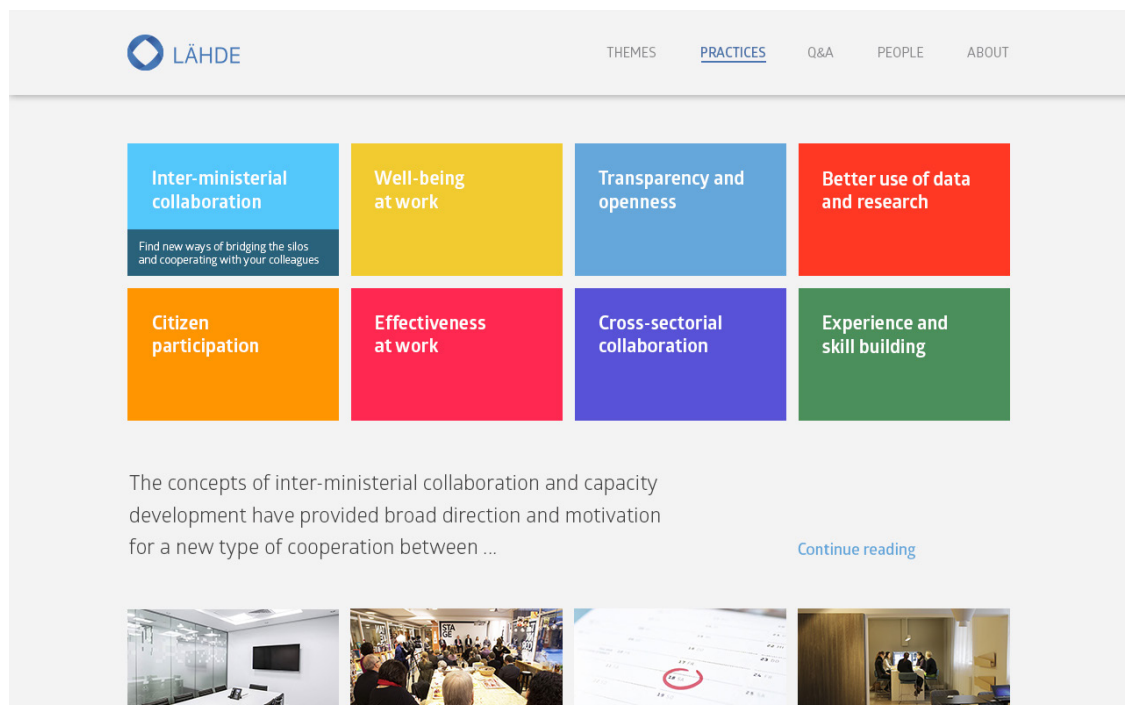 LÄHDE
THEMES
PRACTICES
Q&A
PEOPLE
ABOUT
Inter-ministerial
collaboration
Find new ways of bridging the silos
and cooperating with your colleagues
Well-being
at work
Transparency and
openness
Better use of data
and research
Citizen
participation
Effectiveness
at work
Cross-sectorial
collaboration
Experience and
skill building
The concepts of inter-ministerial collaboration and capacity
development have provided broad direction and motivation
for a new type of cooperation between ...
Continue reading
STA
GE